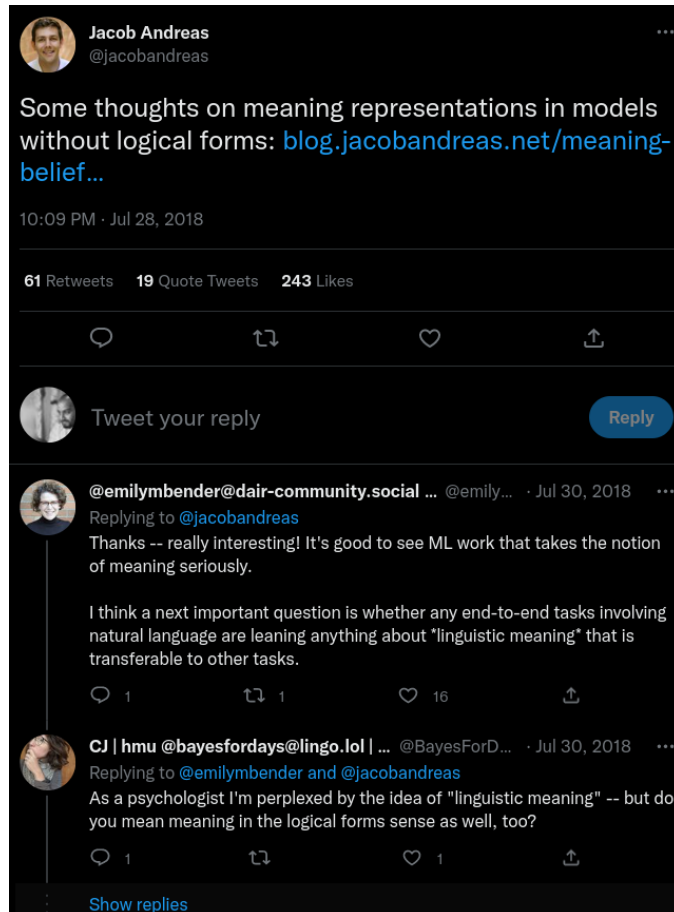 Jacob Andreas
@jacobandreas
Some thoughts on meaning representations in models
without logical forms: blog.jacobandreas.net/meaning-
belief...
10:09 PM · Jul 28, 2018
61 Retweets 19 Quote Tweets 243 Likes
Tweet your reply
Reply
@emilymbender@dair-community.social ... @emily... · Jul 30, 2018
Replying to @jacobandreas
Thanks -- really interesting! It's good to see ML work that takes the notion
of meaning seriously.
I think a next important question is whether any end-to-end tasks involving
natural language are leaning anything about *linguistic meaning* that is
transferable to other tasks.
1 1 16
CJ | hmu @bayesfordays@lingo.lol | ... @BayesForD... · Jul 30, 2018
Replying to @emilymbender and @jacobandreas
As a psychologist I'm perplexed by the idea of "linguistic meaning" -- but do
you mean meaning in the logical forms sense as well, too?
1 1
Show replies